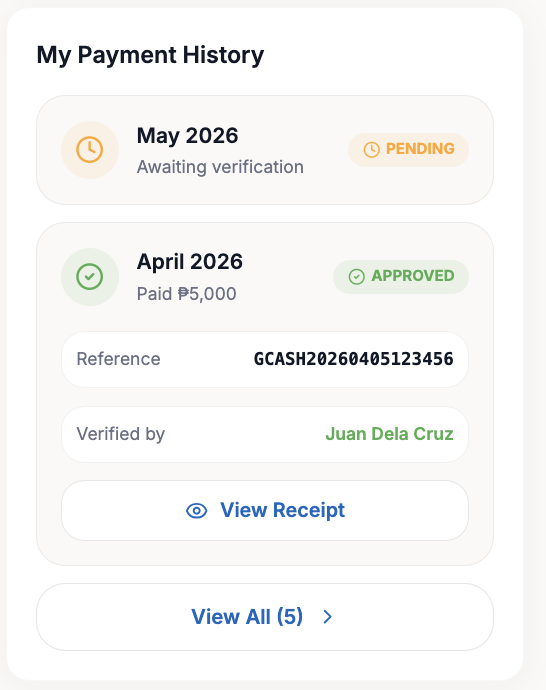 My Payment History
May 2026
Awaiting verification
PENDING
April 2026
Paid ₱5,000
APPROVED
Reference GCASH20260405123456
Verified by Juan Dela Cruz
View Receipt
View All (5)